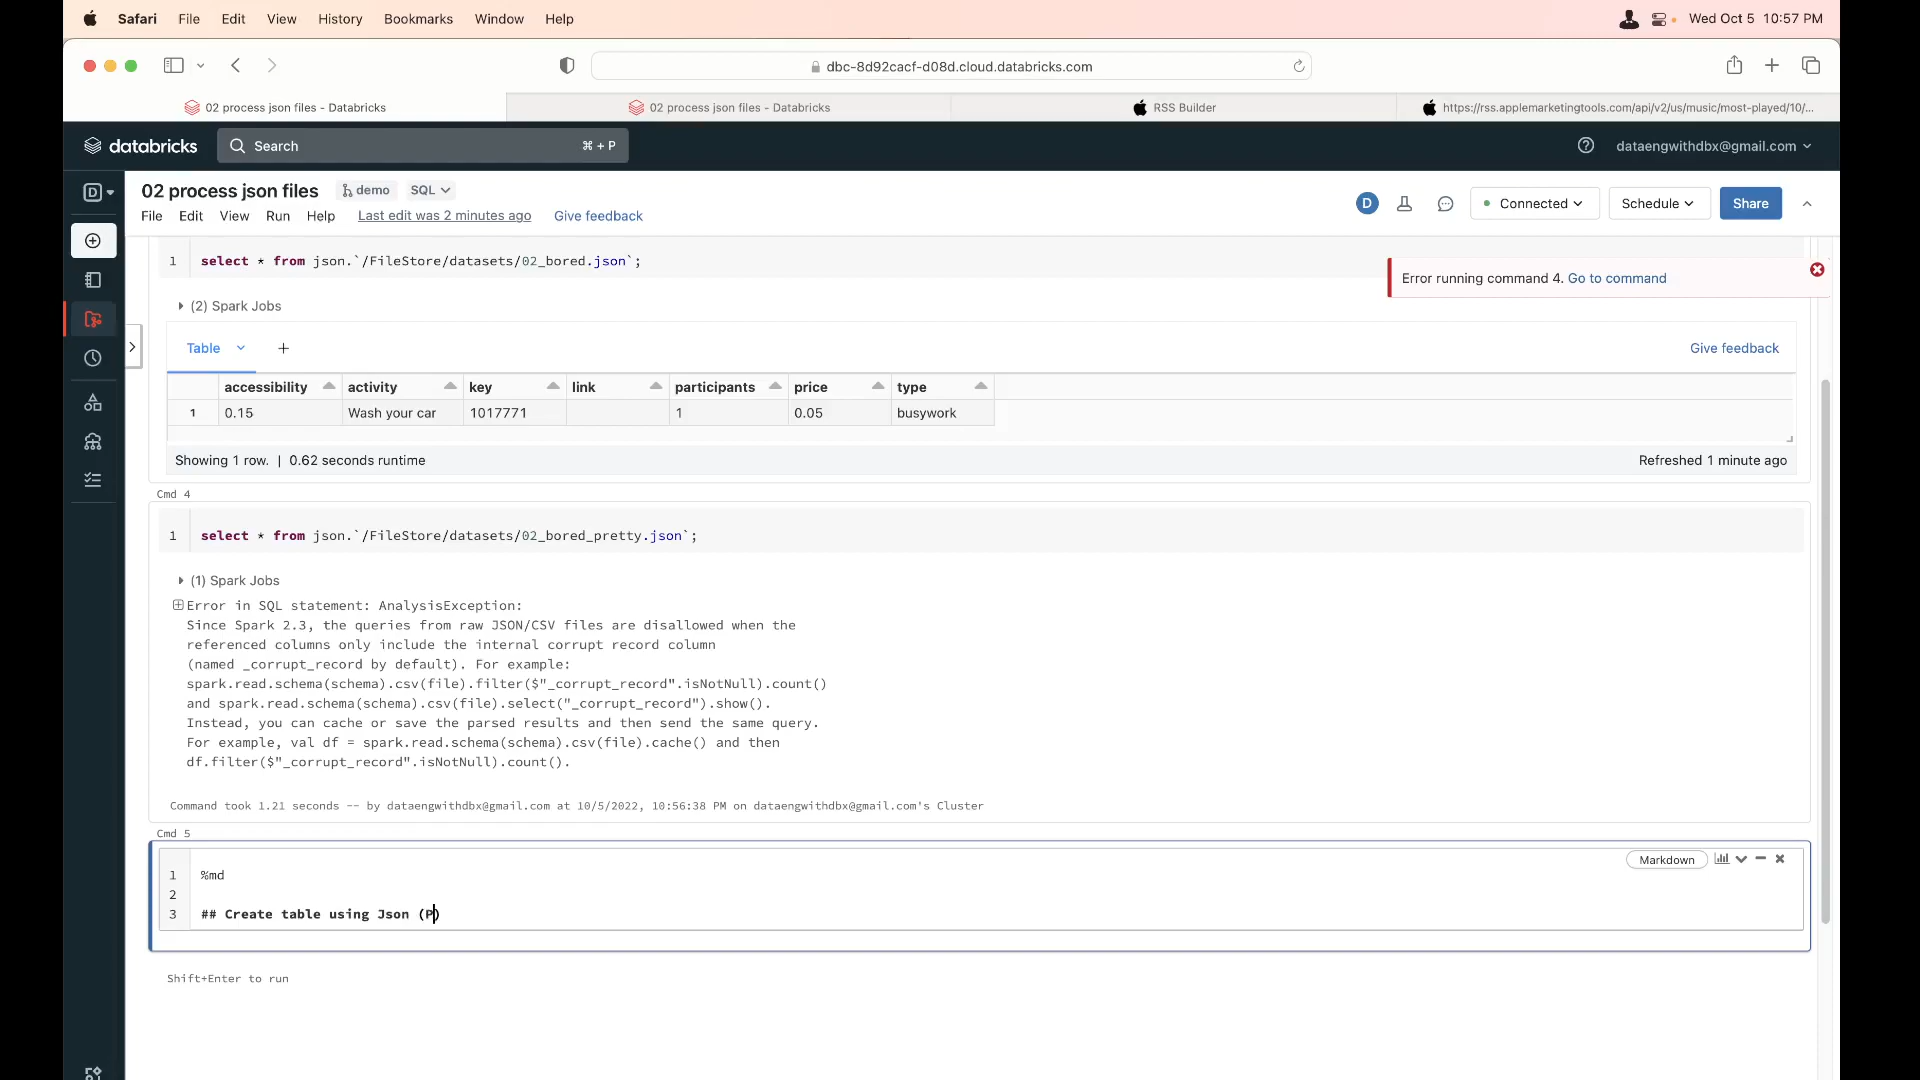 Safari File Edit View History Bookmarks Window Help Wed Oct 5 10:57 PM
dbc-8d92cacf-d08d.cloud.databricks.com
02 process json files - Databricks 02 process json files - Databricks RSS Builder https://rss.applemarketingtools.com/api/v2/us/music/most-played/10/...
databricks Search ⌘ + P dataengwithdbx@gmail.com
D 02 process json files demo SQL
File Edit View Run Help Last edit was 2 minutes ago Give feedback D Connected Schedule Share
1 select * from json.`/FileStore/datasets/02_bored.json`;
Error running command 4. Go to command
(2) Spark Jobs
Table + Give feedback
accessibility activity key link participants price type
1 0.15 Wash your car 1017771 1 0.05 busywork
Showing 1 row. | 0.62 seconds runtime Refreshed 1 minute ago
Cmd 4
1 select * from json.`/FileStore/datasets/02_bored_pretty.json`;
(1) Spark Jobs
Error in SQL statement: AnalysisException:
Since Spark 2.3, the queries from raw JSON/CSV files are disallowed when the
referenced columns only include the internal corrupt record column
(named _corrupt_record by default). For example:
spark.read.schema(schema).csv(file).filter($"_corrupt_record".isNotNull).count()
and spark.read.schema(schema).csv(file).select("_corrupt_record").show().
Instead, you can cache or save the parsed results and then send the same query.
For example, val df = spark.read.schema(schema).csv(file).cache() and then
df.filter($"_corrupt_record".isNotNull).count().
Command took 1.21 seconds -- by dataengwithdbx@gmail.com at 10/5/2022, 10:56:38 PM on dataengwithdbx@gmail.com's Cluster
Cmd 5
Markdown
1 %md
2
3 ## Create table using Json (P)
Shift+Enter to run